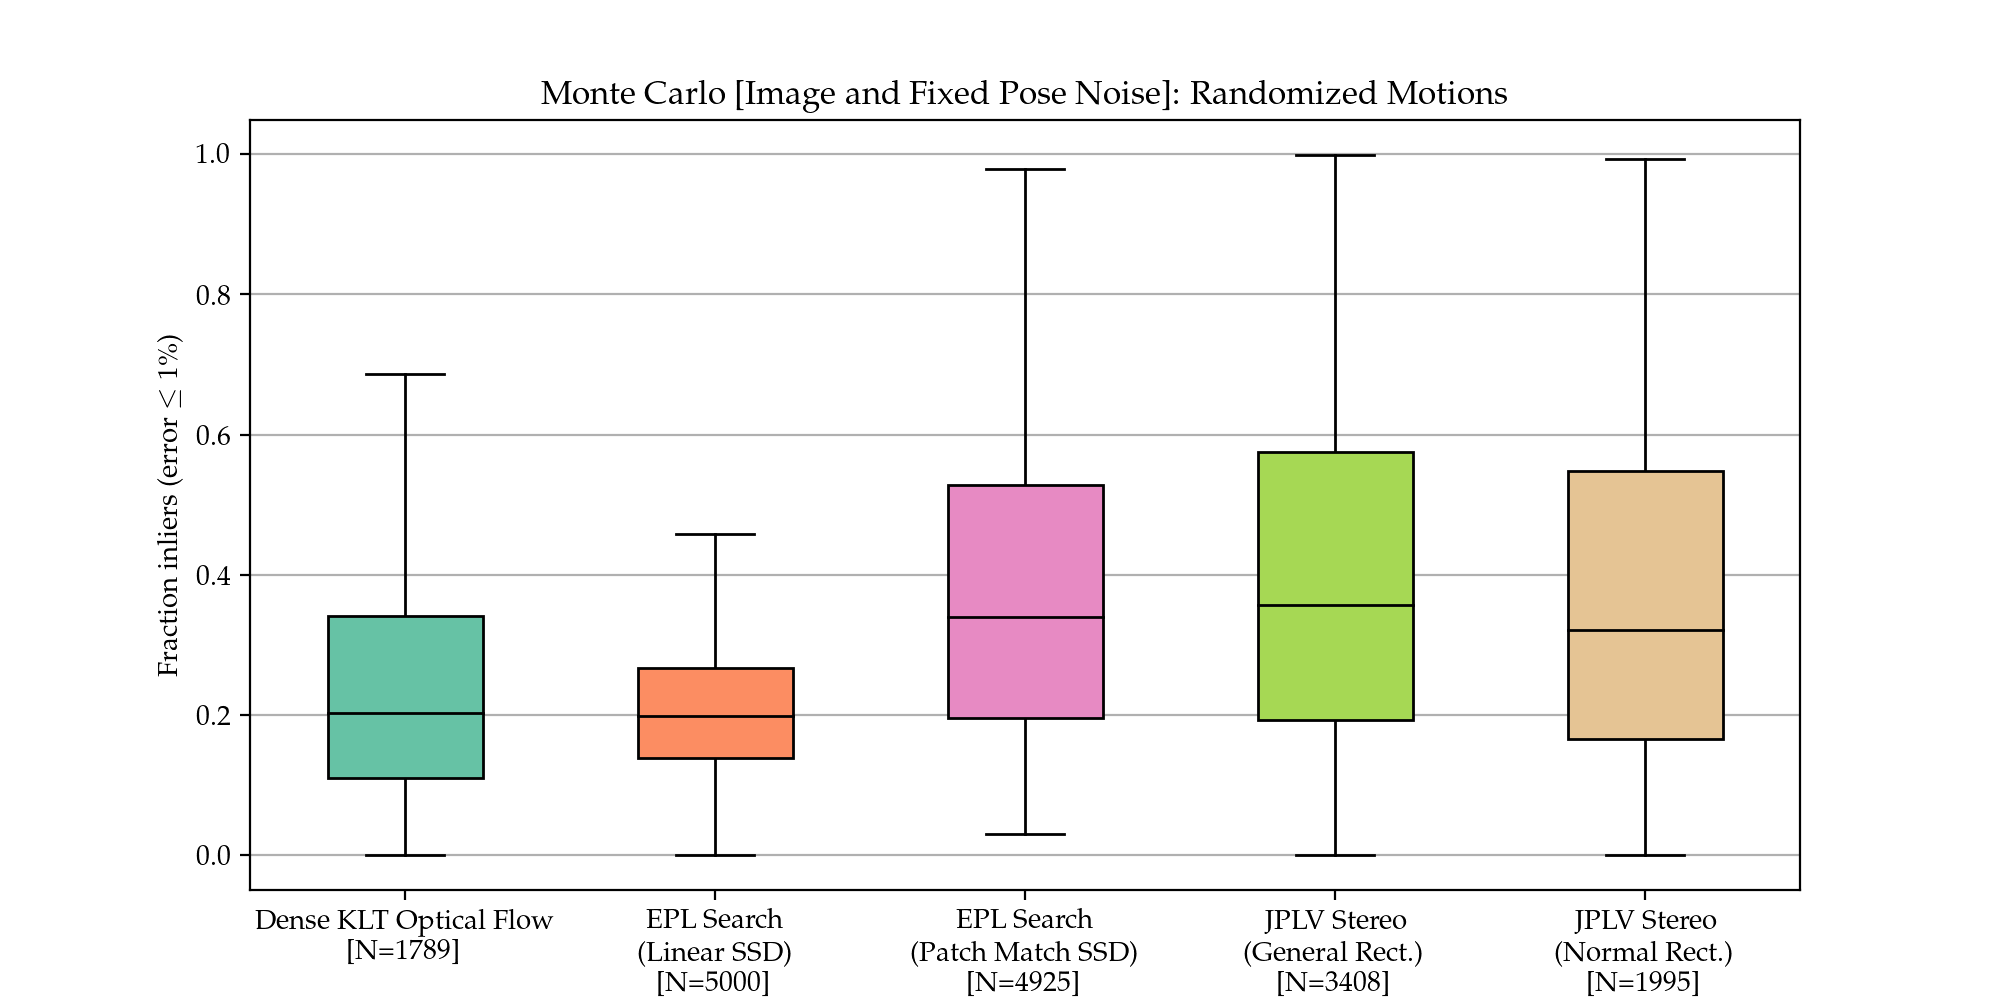 Monte Carlo [Image and Fixed Pose Noise]: Randomized Motions
Fraction inliers (error ≤ 1%)
1.0
0.8
0.6
0.4
0.2
0.0
Dense KLT Optical Flow
[N=1789]
EPL Search
(Linear SSD)
[N=5000]
EPL Search
(Patch Match SSD)
[N=4925]
JPLV Stereo
(General Rect.)
[N=3408]
JPLV Stereo
(Normal Rect.)
[N=1995]